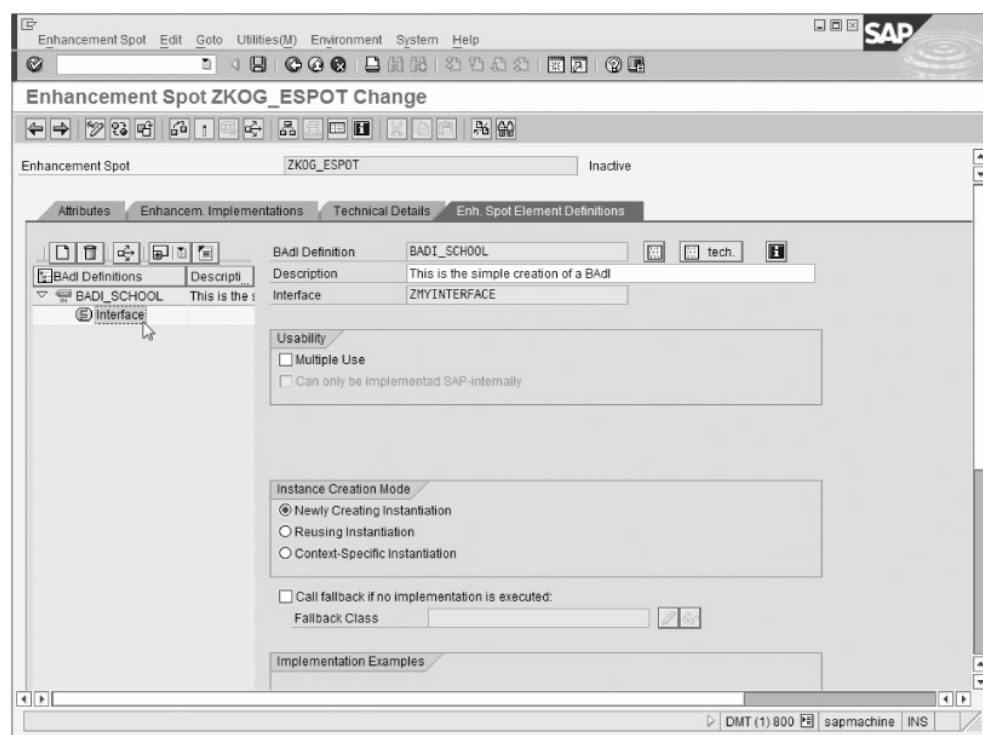 Enhancement Spot Edit Goto Utilities(M) Environment System Help
SAP
Enhancement Spot ZKOG_ESPOT Change
Enhancement Spot ZKOG_ESPOT Inactive
Attributes Enhancem. Implementations Technical Details Enh. Spot Element Definitions
BAdI Definition BADI_SCHOOL tech.
BAdI Definitions Descripti... Description This is the simple creation of a BAdI
BADI_SCHOOL This is the s Interface ZMYINTERFACE
Interface
Usability
Multiple Use
Can only be implementad SAP-internally
Instance Creation Mode
Newly Creating Instantiation
Reusing Instantiation
Context-Specific Instantiation
Call fallback if no implementation is executed:
Fallback Class
Implementation Examples
DMT (1) 800 sapmachine INS